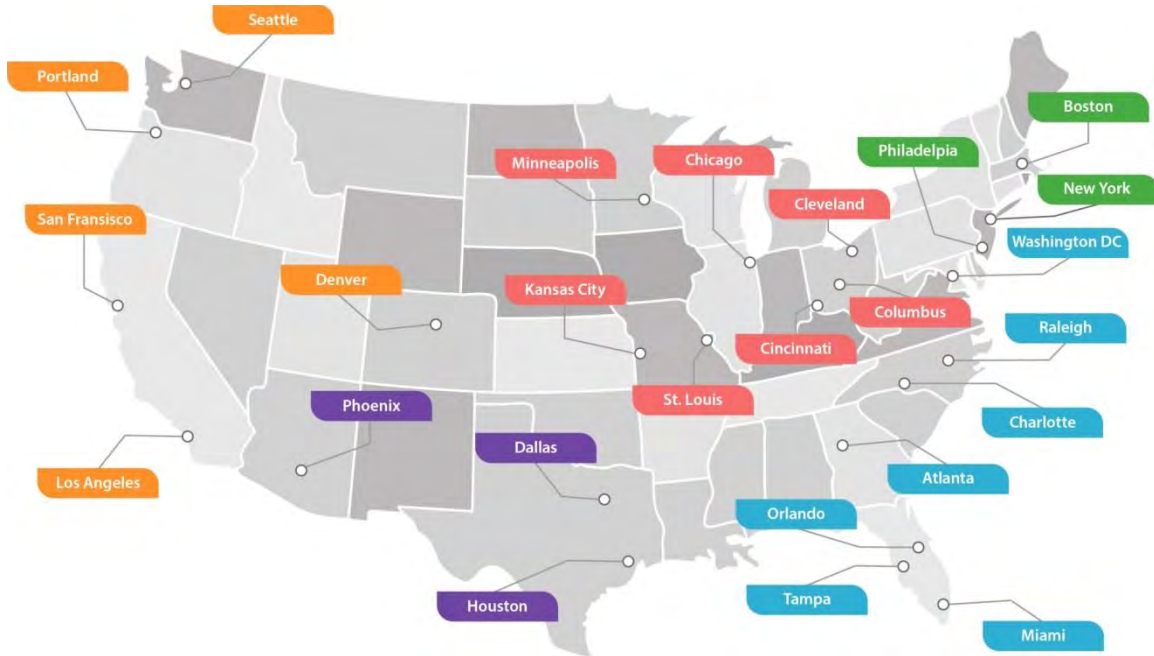 Seattle
Portland
Boston
Philadelpia
Minneapolis
Chicago
New York
Cleveland
San Fransisco
Washington DC
Denver
Kansas City
Columbus
Raleigh
Cincinnati
St. Louis
Phoenix
Charlotte
Dallas
Los Angeles
Atlanta
Orlando
Houston
Tampa
Miami